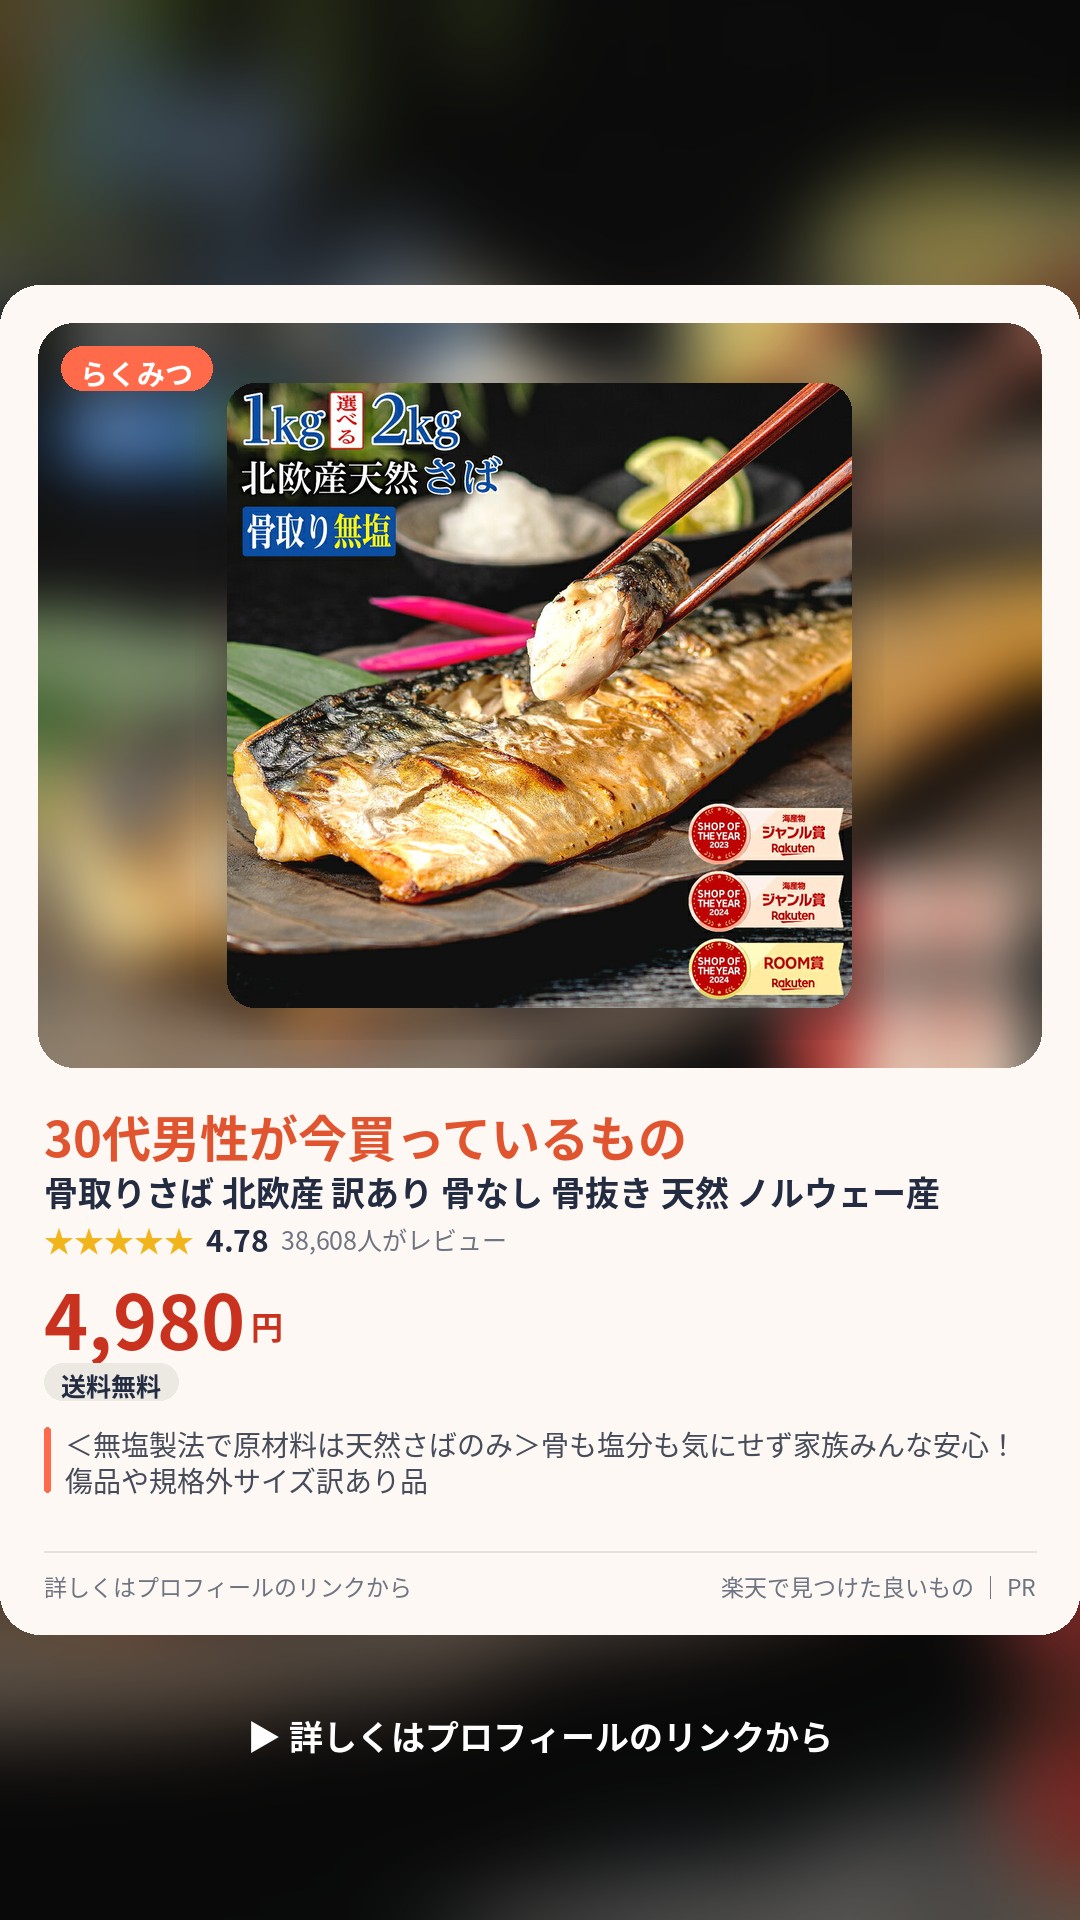 らくみつ
1kg 選べる 2kg
北欧産天然さば
骨取り無塩
SHOP OF THE YEAR 2023
海産物
ジャンル賞
Rakuten
SHOP OF THE YEAR 2024
海産物
ジャンル賞
Rakuten
SHOP OF THE YEAR 2024
ROOM賞
Rakuten
30代男性が今買っているもの
骨取りさば 北欧産 訳あり 骨なし 骨抜き 天然 ノルウェー産
★★★★★ 4.78 38,608人がレビュー
4,980円
送料無料
＜無塩製法で原材料は天然さばのみ＞骨も塩分も気にせず家族みんな安心！
傷品や規格外サイズ訳あり品
詳しくはプロフィールのリンクから
楽天で見つけた良いもの｜PR
▶ 詳しくはプロフィールのリンクから